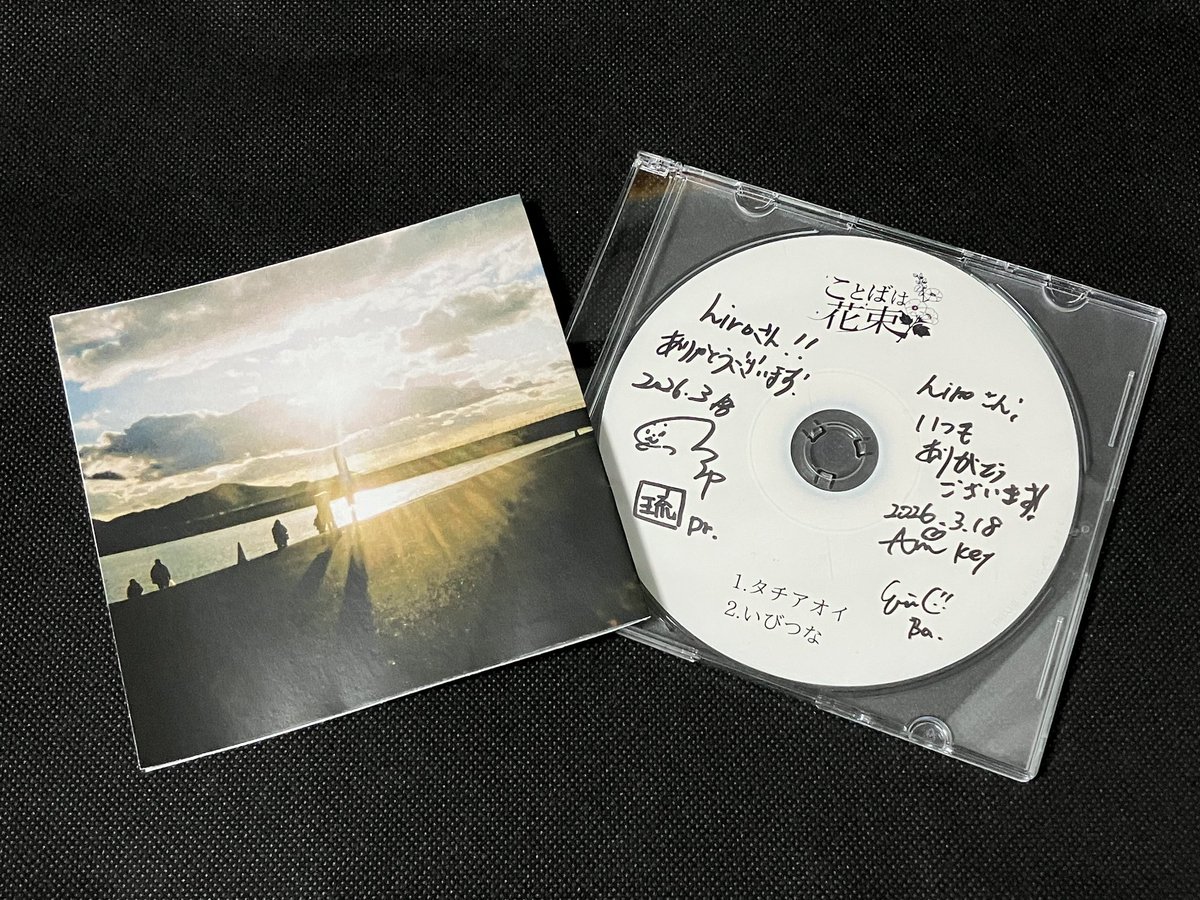 ことばは
花束
hiroさん!!
ありがとうございます!
2026.3.18
琉 Dr.
hiroさん,
いつも
ありがとう
ございます!
2026.3.18
Ami Key
Ba.
1.タチアオイ
2.いびつな